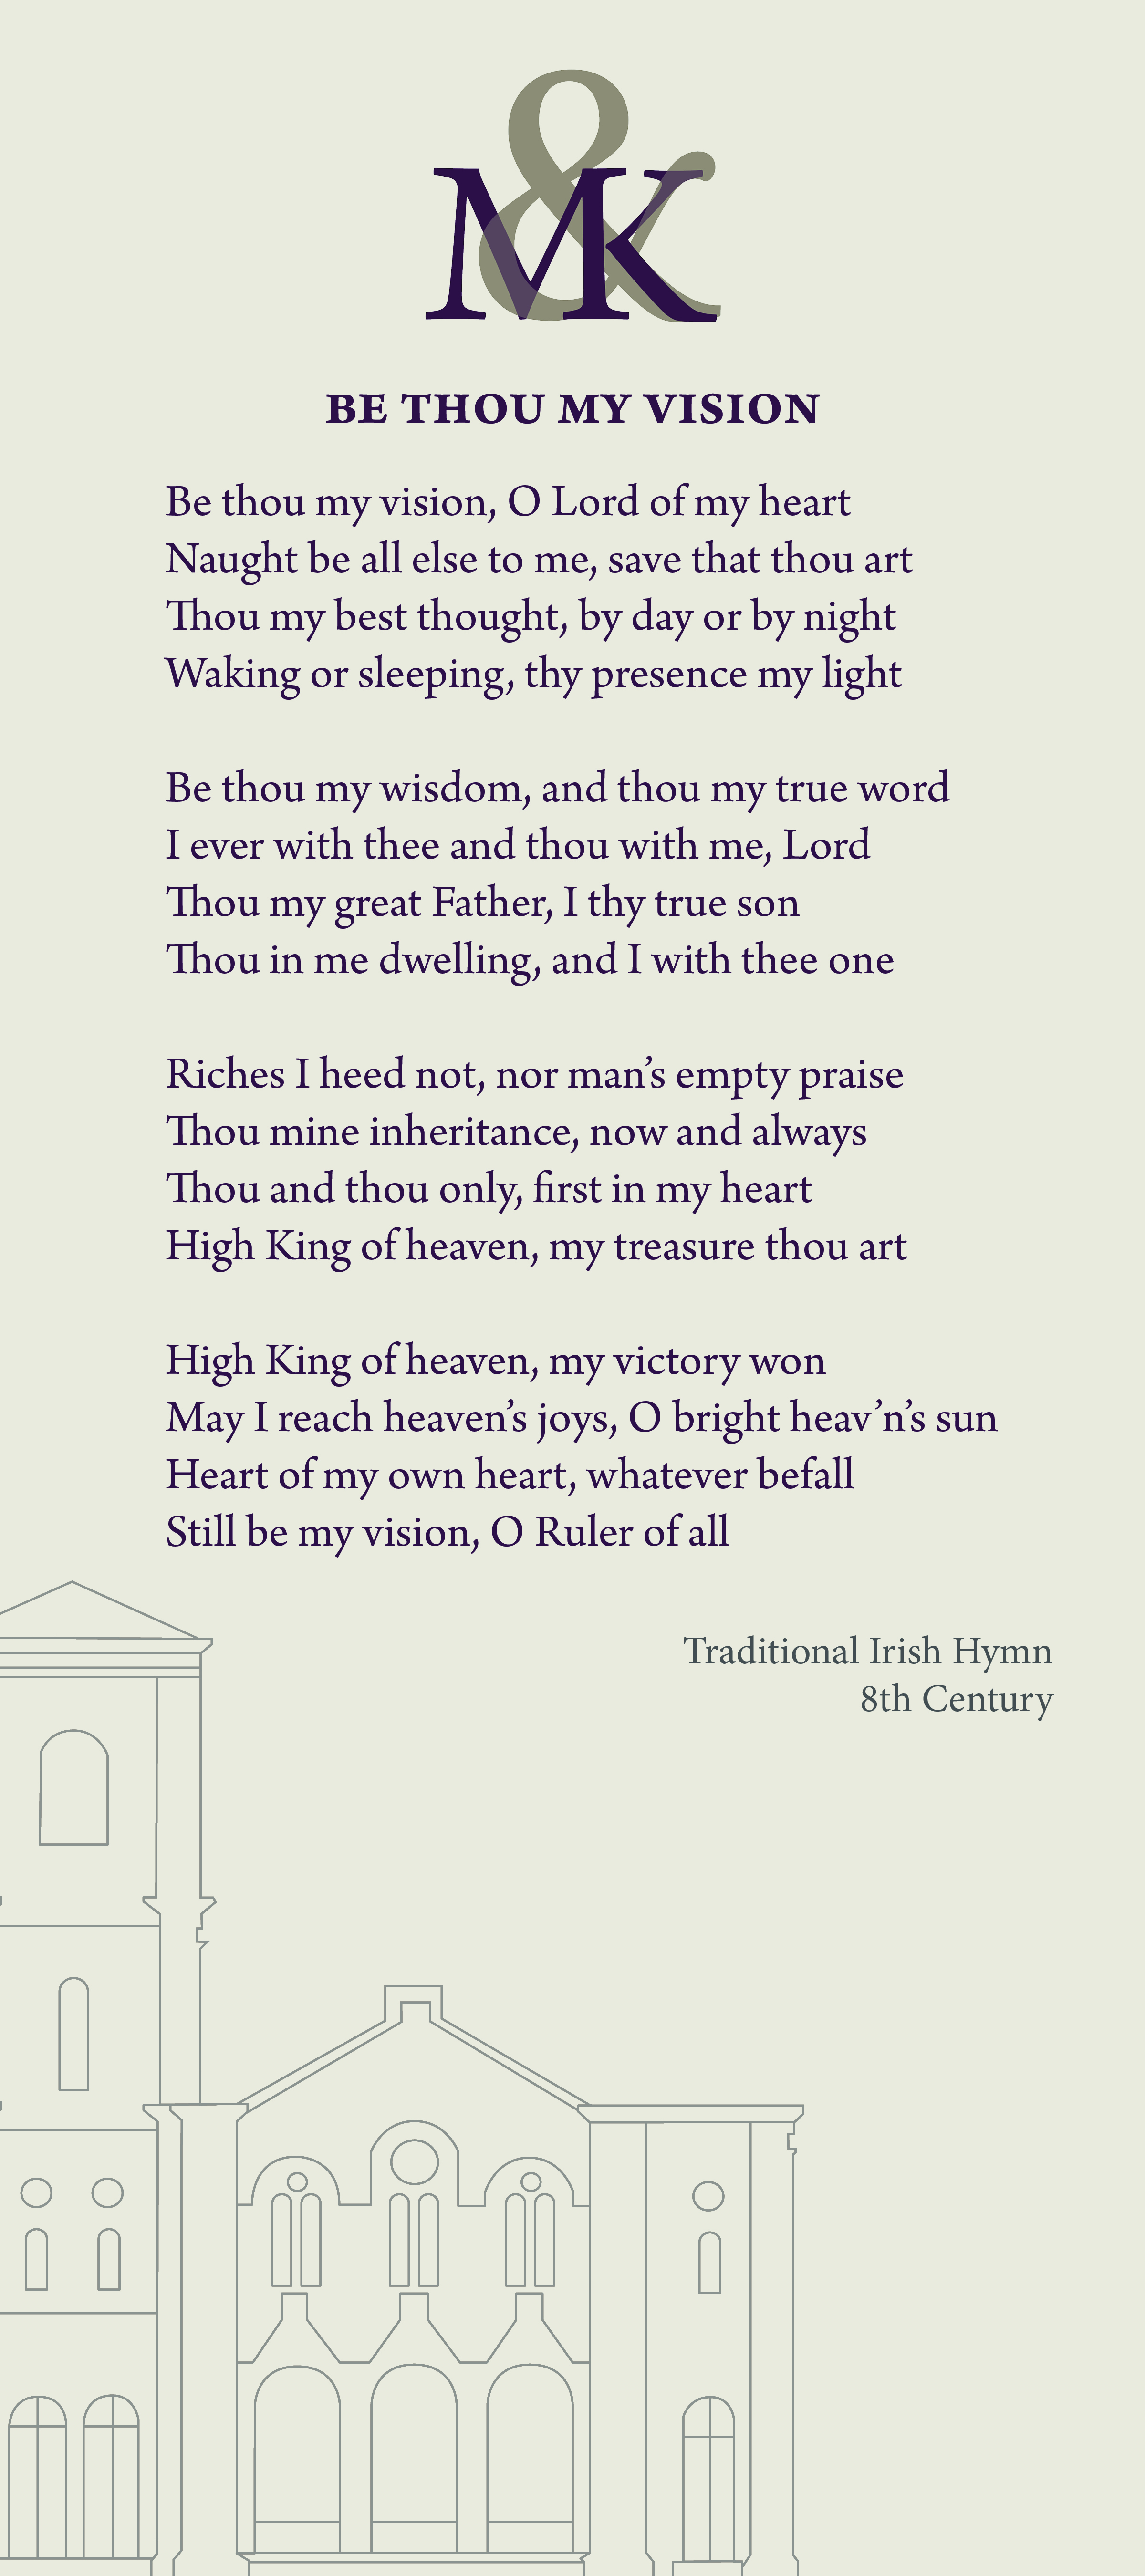 M&K
BE THOU MY VISION
Be thou my vision, O Lord of my heart
Naught be all else to me, save that thou art
Thou my best thought, by day or by night
Waking or sleeping, thy presence my light
Be thou my wisdom, and thou my true word
I ever with thee and thou with me, Lord
Thou my great Father, I thy true son
Thou in me dwelling, and I with thee one
Riches I heed not, nor man’s empty praise
Thou mine inheritance, now and always
Thou and thou only, first in my heart
High King of heaven, my treasure thou art
High King of heaven, my victory won
May I reach heaven’s joys, O bright heav’n’s sun
Heart of my own heart, whatever befall
Still be my vision, O Ruler of all
Traditional Irish Hymn
8th Century